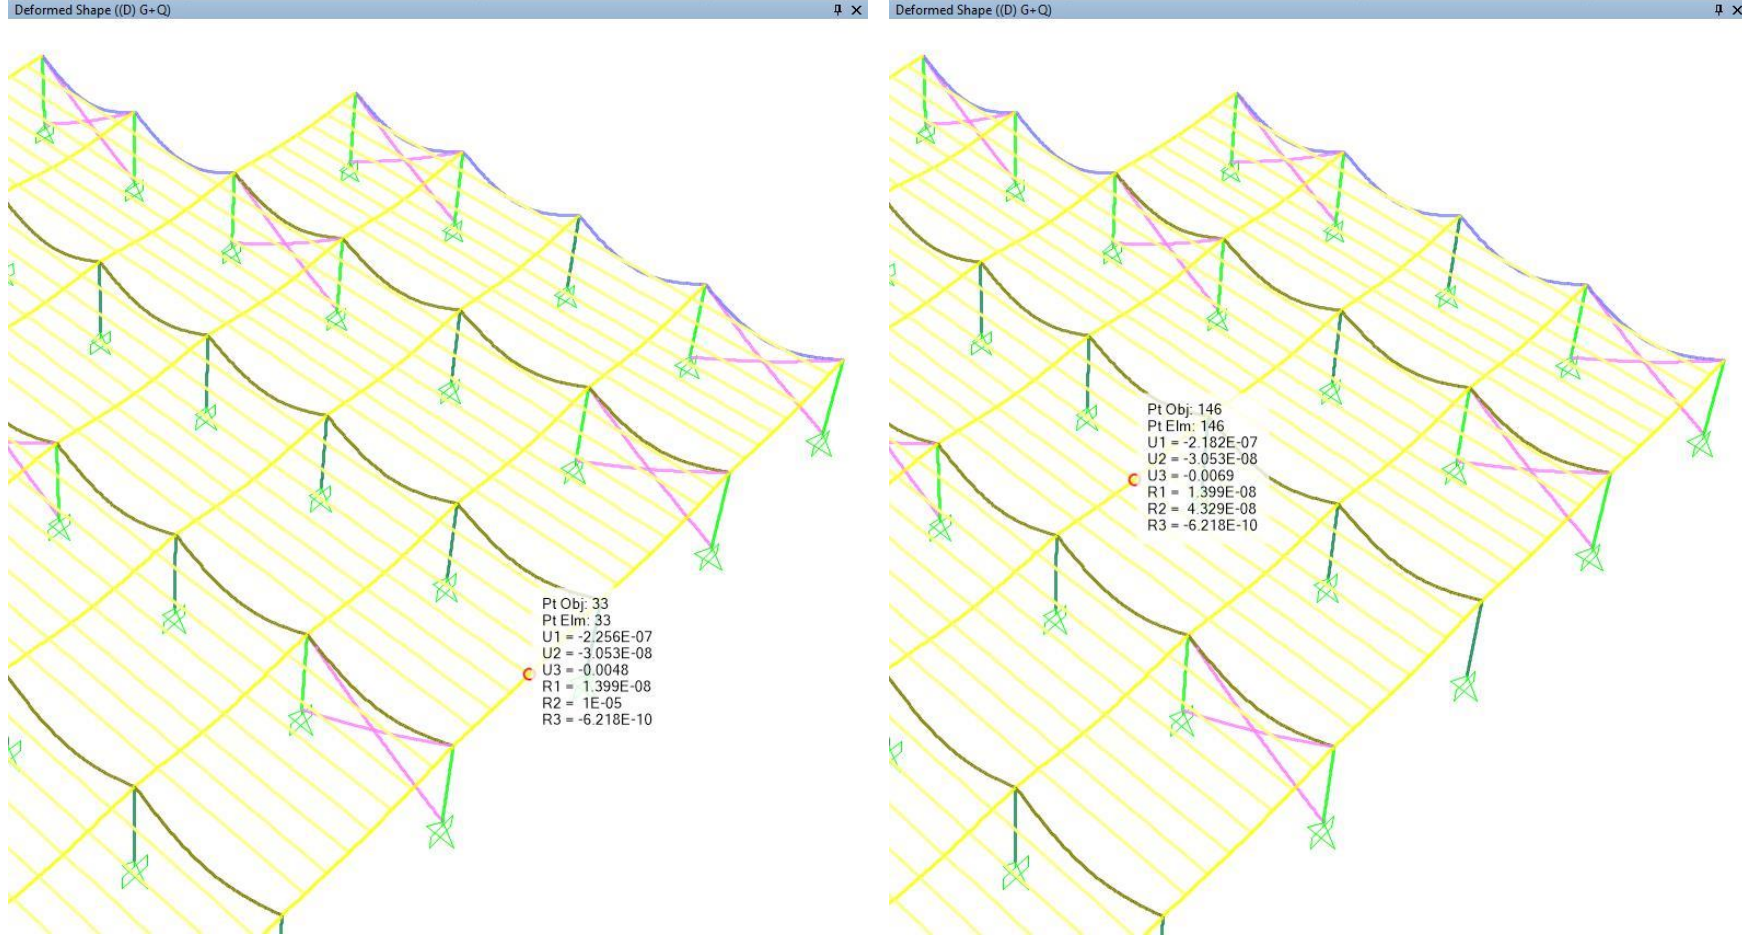 Deformed Shape ((D) G+Q)
Deformed Shape ((D) G+Q)
Pt Obj: 33
Pt Elm: 33
U1 = -2.256E-07
U2 = -3.053E-08
U3 = -0.0048
R1 = 1.399E-08
R2 = 1E-05
R3 = -6.218E-10
Pt Obj: 146
Pt Elm: 146
U1 = -2.182E-07
U2 = -3.053E-08
U3 = -0.0069
R1 = 1.399E-08
R2 = 4.329E-08
R3 = -6.218E-10